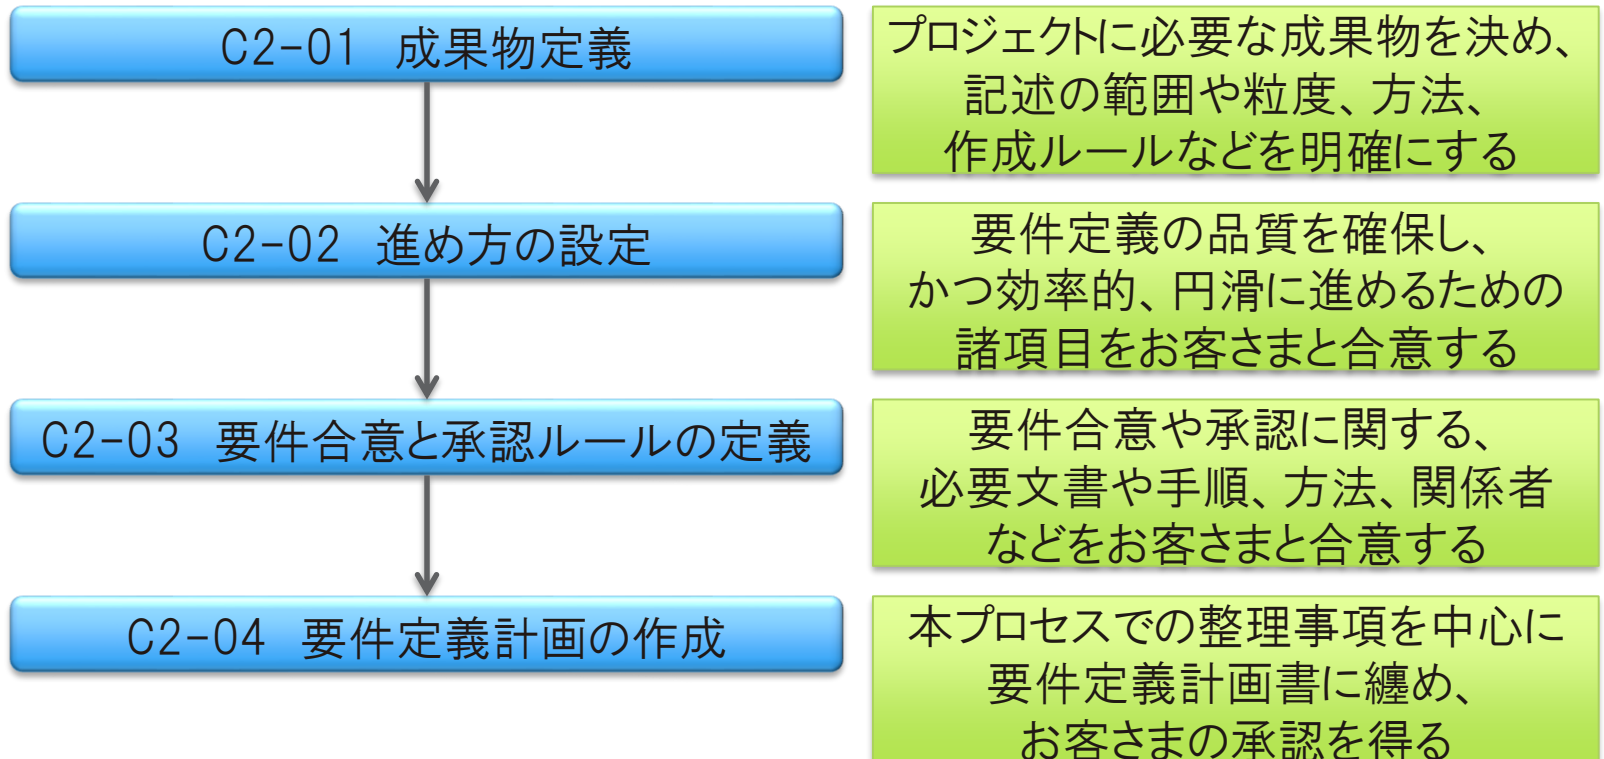 C2-01 成果物定義
プロジェクトに必要な成果物を決め、
記述の範囲や粒度、方法、
作成ルールなどを明確にする
C2-02 進め方の設定
要件定義の品質を確保し、
かつ効率的、円滑に進めるための
諸項目をお客さまと合意する
C2-03 要件合意と承認ルールの定義
要件合意や承認に関する、
必要文書や手順、方法、関係者
などをお客さまと合意する
C2-04 要件定義計画の作成
本プロセスでの整理事項を中心に
要件定義計画書に纏め、
お客さまの承認を得る